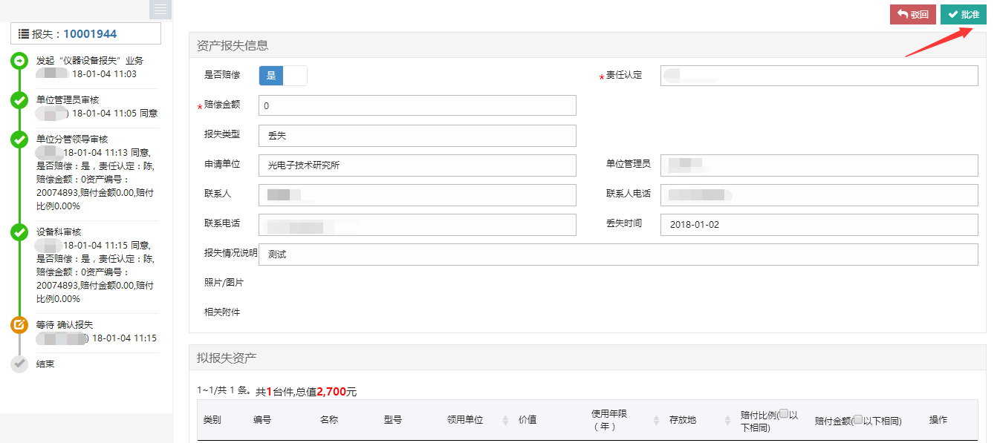 报失：10001944
发起“仪器设备报失”业务
18-01-04 11:03
单位管理员审核
) 18-01-04 11:05 同意
单位分管领导审核
18-01-04 11:13 同意,
是否赔偿：是，责任认定：陈,
赔偿金额：0资产编号：
20074893,赔付金额0.00,赔付
比例0.00%
设备科审核
18-01-04 11:15 同意,
是否赔偿：是，责任认定：陈,
赔偿金额：0资产编号：
20074893,赔付金额0.00,赔付
比例0.00%
等待 确认报失
) 18-01-04 11:15
结束
驳回 批准
资产报失信息
是否赔偿 是 *责任认定
*赔偿金额 0
报失类型 丢失
申请单位 光电子技术研究所 单位管理员
联系人 联系人电话
联系电话 丢失时间 2018-01-02
报失情况说明 测试
照片/图片
相关附件
拟报失资产
1~1/共 1 条。共1台件,总值2,700元
类别 编号 名称 型号 领用单位 价值 使用年限（年） 存放地 赔付比例(以下相同) 赔付金额(以下相同) 操作